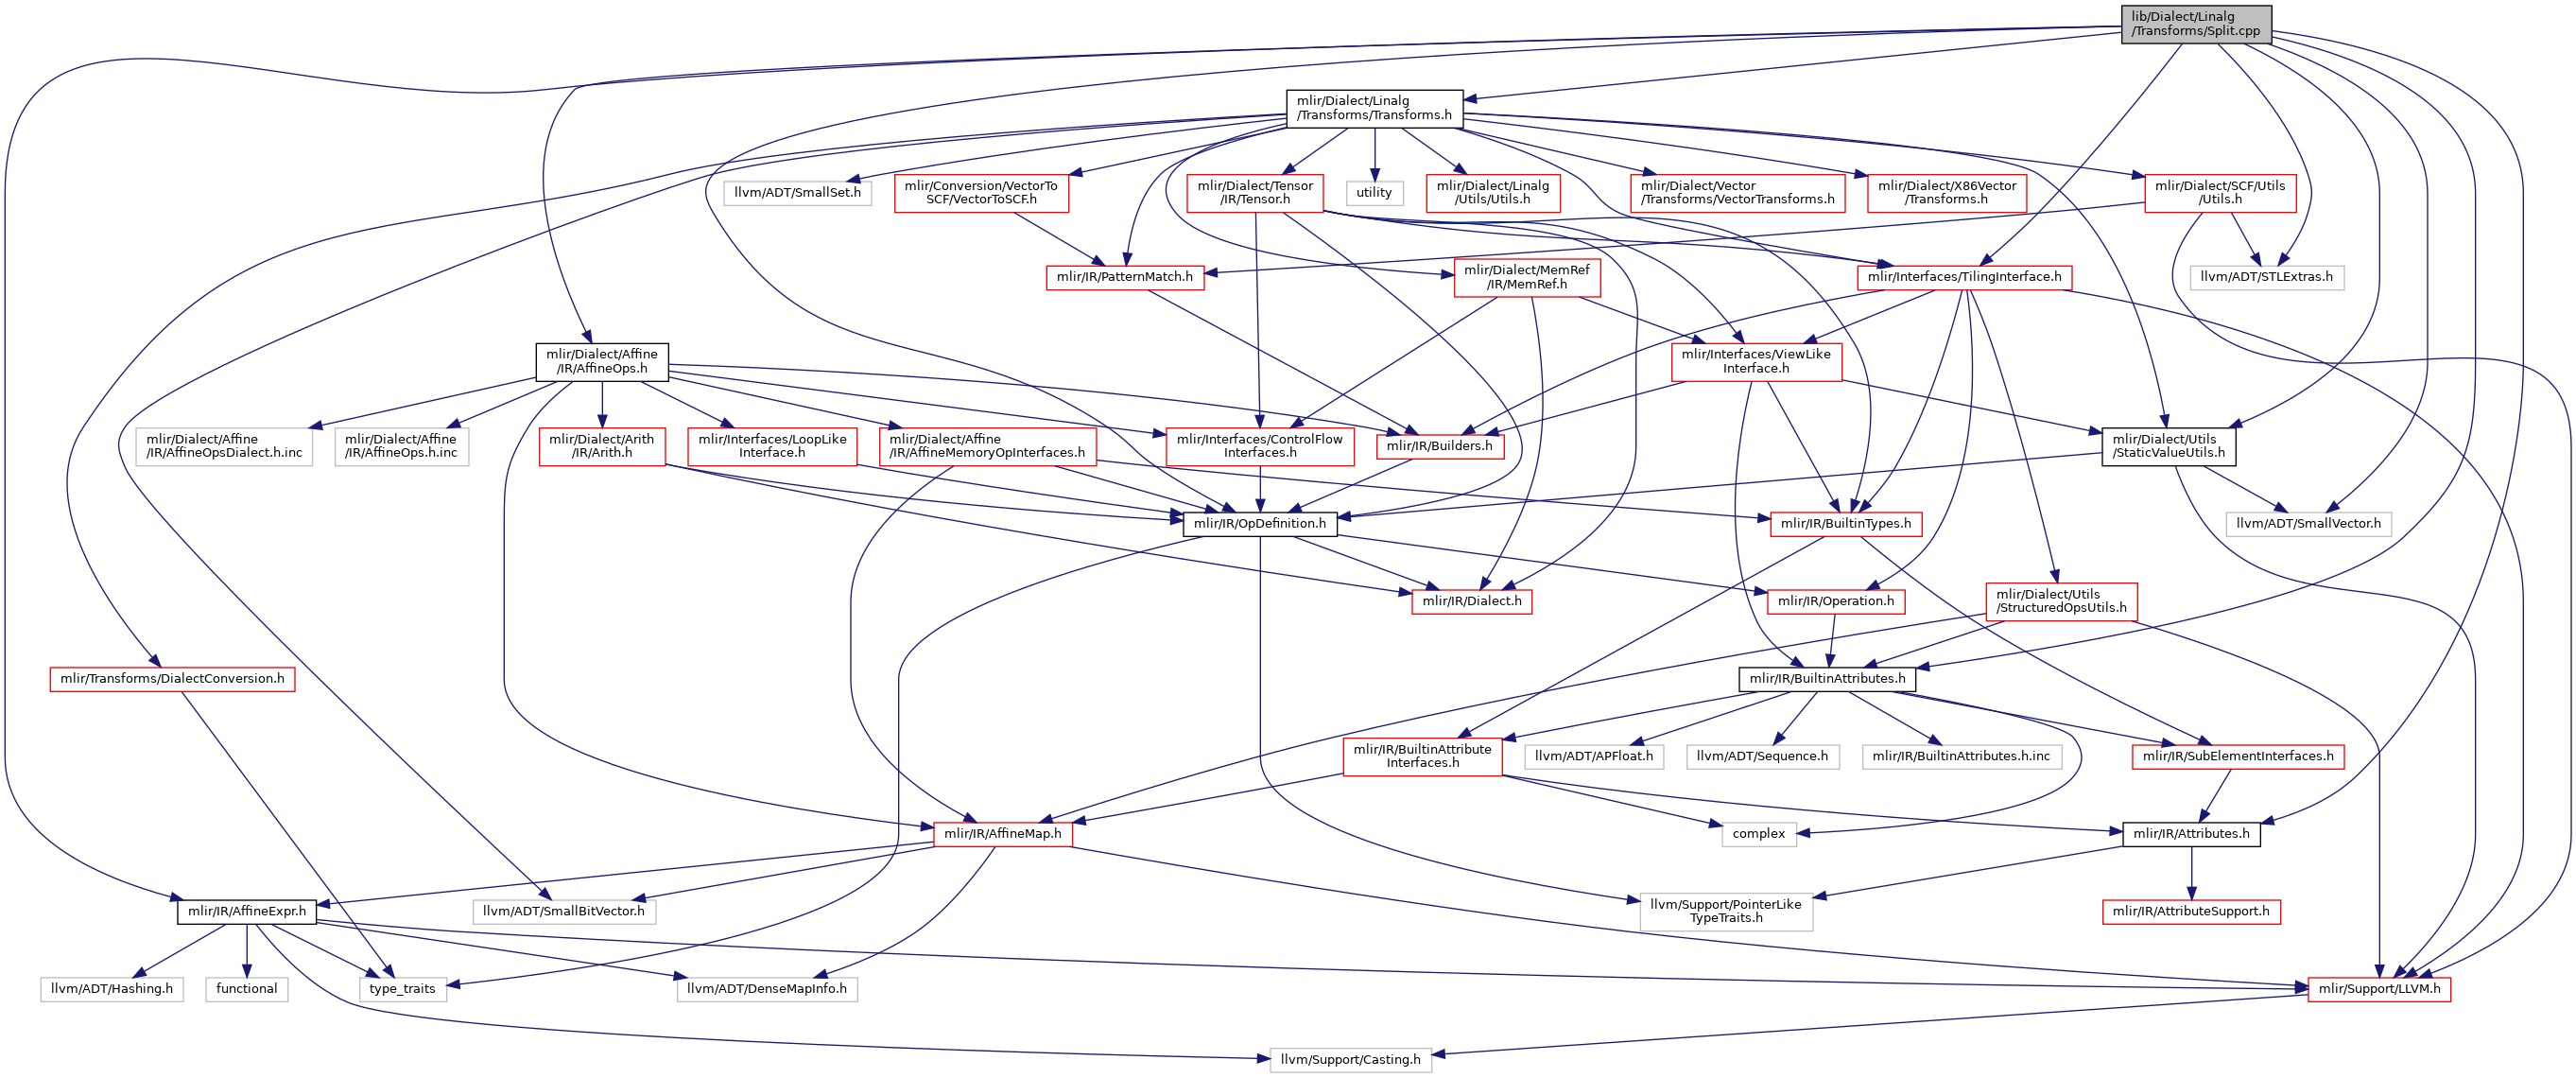 lib/Dialect/Linalg
/Transforms/Split.cpp
mlir/Dialect/Linalg
/Transforms/Transforms.h
llvm/ADT/SmallSet.h
mlir/Conversion/VectorTo
SCF/VectorToSCF.h
mlir/Dialect/Tensor
/IR/Tensor.h
utility
mlir/Dialect/Linalg
/Utils/Utils.h
mlir/Dialect/Vector
/Transforms/VectorTransforms.h
mlir/Dialect/X86Vector
/Transforms.h
mlir/Dialect/SCF/Utils
/Utils.h
mlir/IR/PatternMatch.h
mlir/Dialect/MemRef
/IR/MemRef.h
mlir/Interfaces/TilingInterface.h
llvm/ADT/STLExtras.h
mlir/Dialect/Affine
/IR/AffineOps.h
mlir/Interfaces/ViewLike
Interface.h
mlir/Dialect/Affine
/IR/AffineOpsDialect.h.inc
mlir/Dialect/Affine
/IR/AffineOps.h.inc
mlir/Dialect/Arith
/IR/Arith.h
mlir/Interfaces/LoopLike
Interface.h
mlir/Dialect/Affine
/IR/AffineMemoryOpInterfaces.h
mlir/Interfaces/ControlFlow
Interfaces.h
mlir/IR/Builders.h
mlir/Dialect/Utils
/StaticValueUtils.h
mlir/IR/OpDefinition.h
mlir/IR/BuiltinTypes.h
llvm/ADT/SmallVector.h
mlir/IR/Dialect.h
mlir/IR/Operation.h
mlir/Dialect/Utils
/StructuredOpsUtils.h
mlir/Transforms/DialectConversion.h
mlir/IR/BuiltinAttributes.h
mlir/IR/BuiltinAttribute
Interfaces.h
llvm/ADT/APFloat.h
llvm/ADT/Sequence.h
mlir/IR/BuiltinAttributes.h.inc
mlir/IR/SubElementInterfaces.h
mlir/IR/AffineMap.h
complex
mlir/IR/Attributes.h
mlir/IR/AffineExpr.h
llvm/ADT/SmallBitVector.h
llvm/Support/PointerLike
TypeTraits.h
mlir/IR/AttributeSupport.h
llvm/ADT/Hashing.h
functional
type_traits
llvm/ADT/DenseMapInfo.h
mlir/Support/LLVM.h
llvm/Support/Casting.h